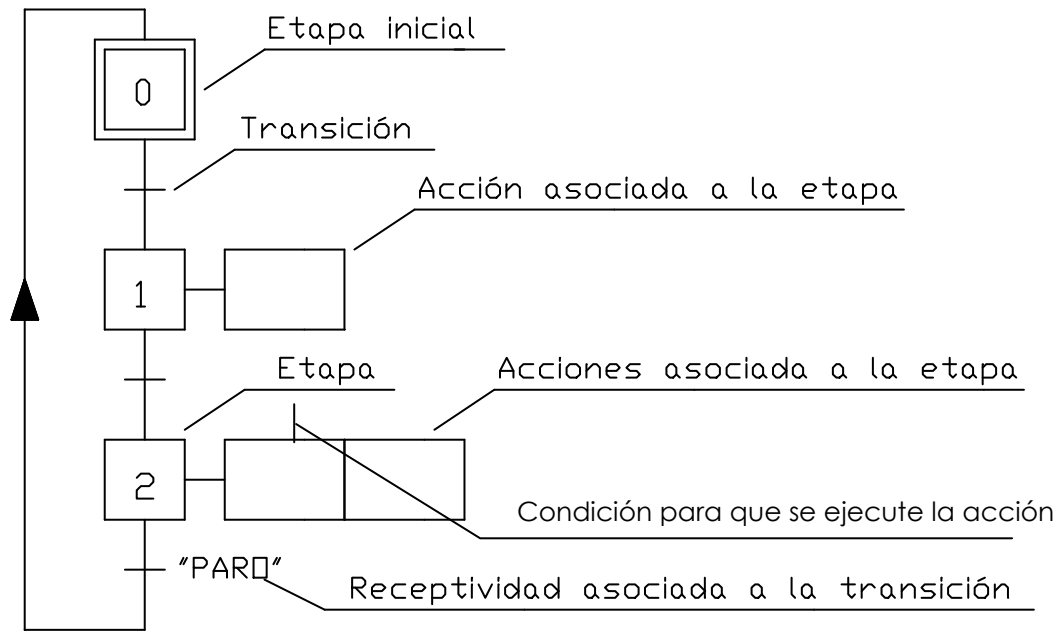 Etapa inicial
0
Transición
Acción asociada a la etapa
1
Etapa
Acciones asociada a la etapa
2
Condición para que se ejecute la acción
"PARO"
Receptividad asociada a la transición